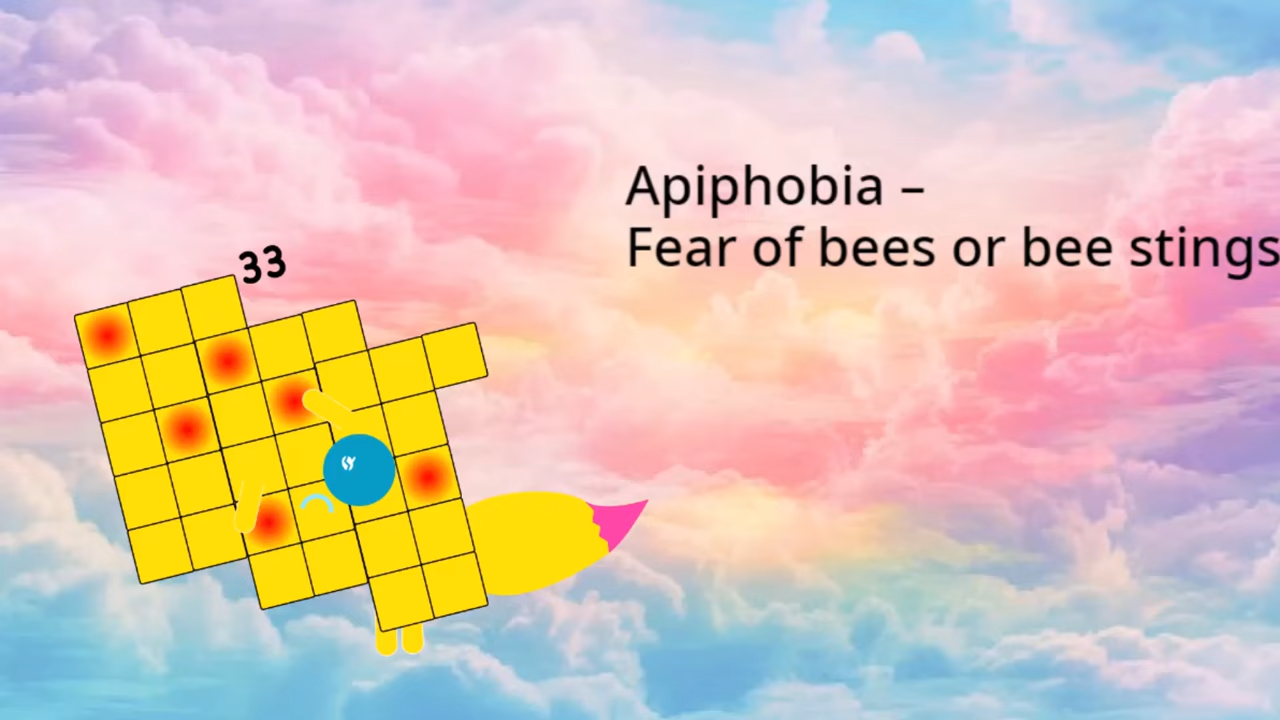 Apiphobia –
Fear of bees or bee stings
33